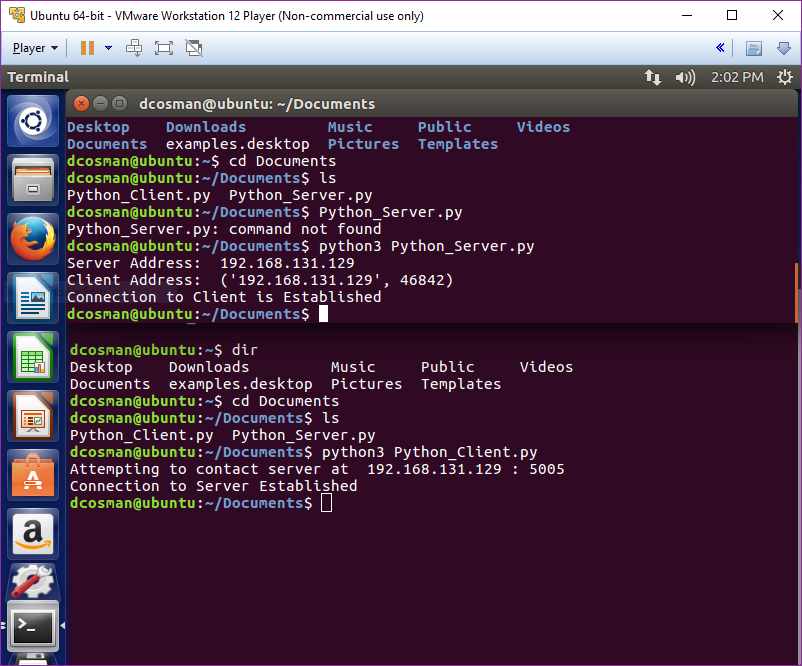 Ubuntu 64-bit - VMware Workstation 12 Player (Non-commercial use only)
Player
Terminal 2:02 PM
dcosman@ubuntu: ~/Documents
Desktop Downloads Music Public Videos
Documents examples.desktop Pictures Templates
dcosman@ubuntu:~$ cd Documents
dcosman@ubuntu:~/Documents$ ls
Python_Client.py Python_Server.py
dcosman@ubuntu:~/Documents$ Python_Server.py
Python_Server.py: command not found
dcosman@ubuntu:~/Documents$ python3 Python_Server.py
Server Address: 192.168.131.129
Client Address: ('192.168.131.129', 46842)
Connection to Client is Established
dcosman@ubuntu:~/Documents$
dcosman@ubuntu:~$ dir
Desktop Downloads Music Public Videos
Documents examples.desktop Pictures Templates
dcosman@ubuntu:~$ cd Documents
dcosman@ubuntu:~/Documents$ ls
Python_Client.py Python_Server.py
dcosman@ubuntu:~/Documents$ python3 Python_Client.py
Attempting to contact server at 192.168.131.129 : 5005
Connection to Server Established
dcosman@ubuntu:~/Documents$